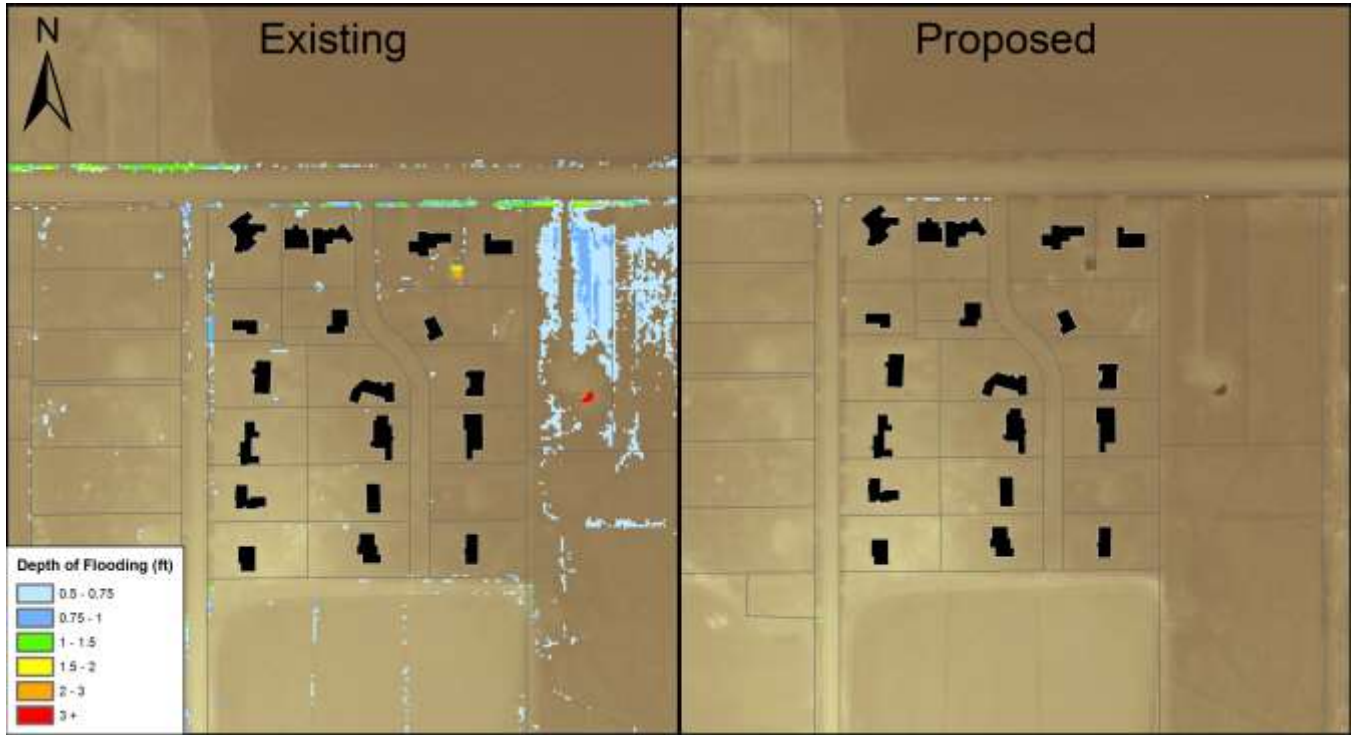 N
Existing
Proposed
Depth of Flooding (ft)
0.5 - 0.75
0.75 - 1
1 - 1.5
1.5 - 2
2 - 3
3 +